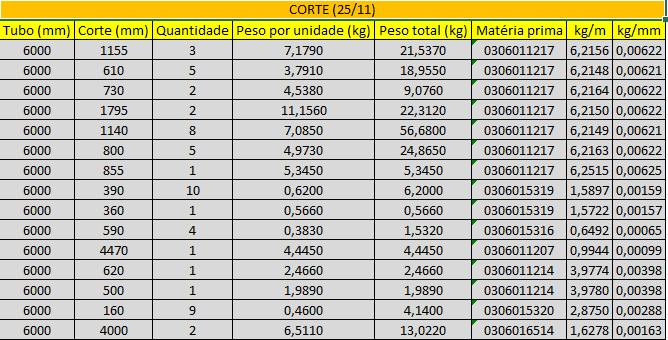 CORTE (25/11)
Tubo (mm) Corte (mm) Quantidade Peso por unidade (kg) Peso total (kg) Matéria prima kg/m kg/mm
6000 1155 3 7,1790 21,5370 0306011217 6,2156 0,00622
6000 610 5 3,7910 18,9550 0306011217 6,2148 0,00621
6000 730 2 4,5380 9,0760 0306011217 6,2164 0,00622
6000 1795 2 11,1560 22,3120 0306011217 6,2150 0,00622
6000 1140 8 7,0850 56,6800 0306011217 6,2149 0,00621
6000 800 5 4,9730 24,8650 0306011217 6,2163 0,00622
6000 855 1 5,3450 5,3450 0306011217 6,2515 0,00625
6000 390 10 0,6200 6,2000 0306015319 1,5897 0,00159
6000 360 1 0,5660 0,5660 0306015319 1,5722 0,00157
6000 590 4 0,3830 1,5320 0306015316 0,6492 0,00065
6000 4470 1 4,4450 4,4450 0306011207 0,9944 0,00099
6000 620 1 2,4660 2,4660 0306011214 3,9774 0,00398
6000 500 1 1,9890 1,9890 0306011214 3,9780 0,00398
6000 160 9 0,4600 4,1400 0306015320 2,8750 0,00288
6000 4000 2 6,5110 13,0220 0306016514 1,6278 0,00163